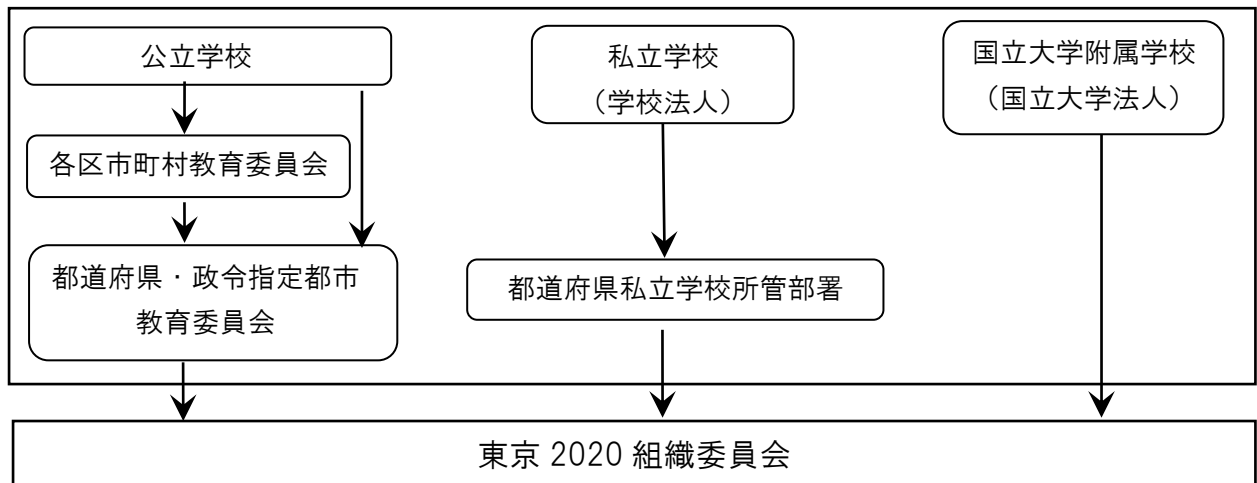 公立学校
各区市町村教育委員会
都道府県・政令指定都市
教育委員会
私立学校
（学校法人）
都道府県私立学校所管部署
国立大学附属学校
（国立大学法人）
東京 2020 組織委員会